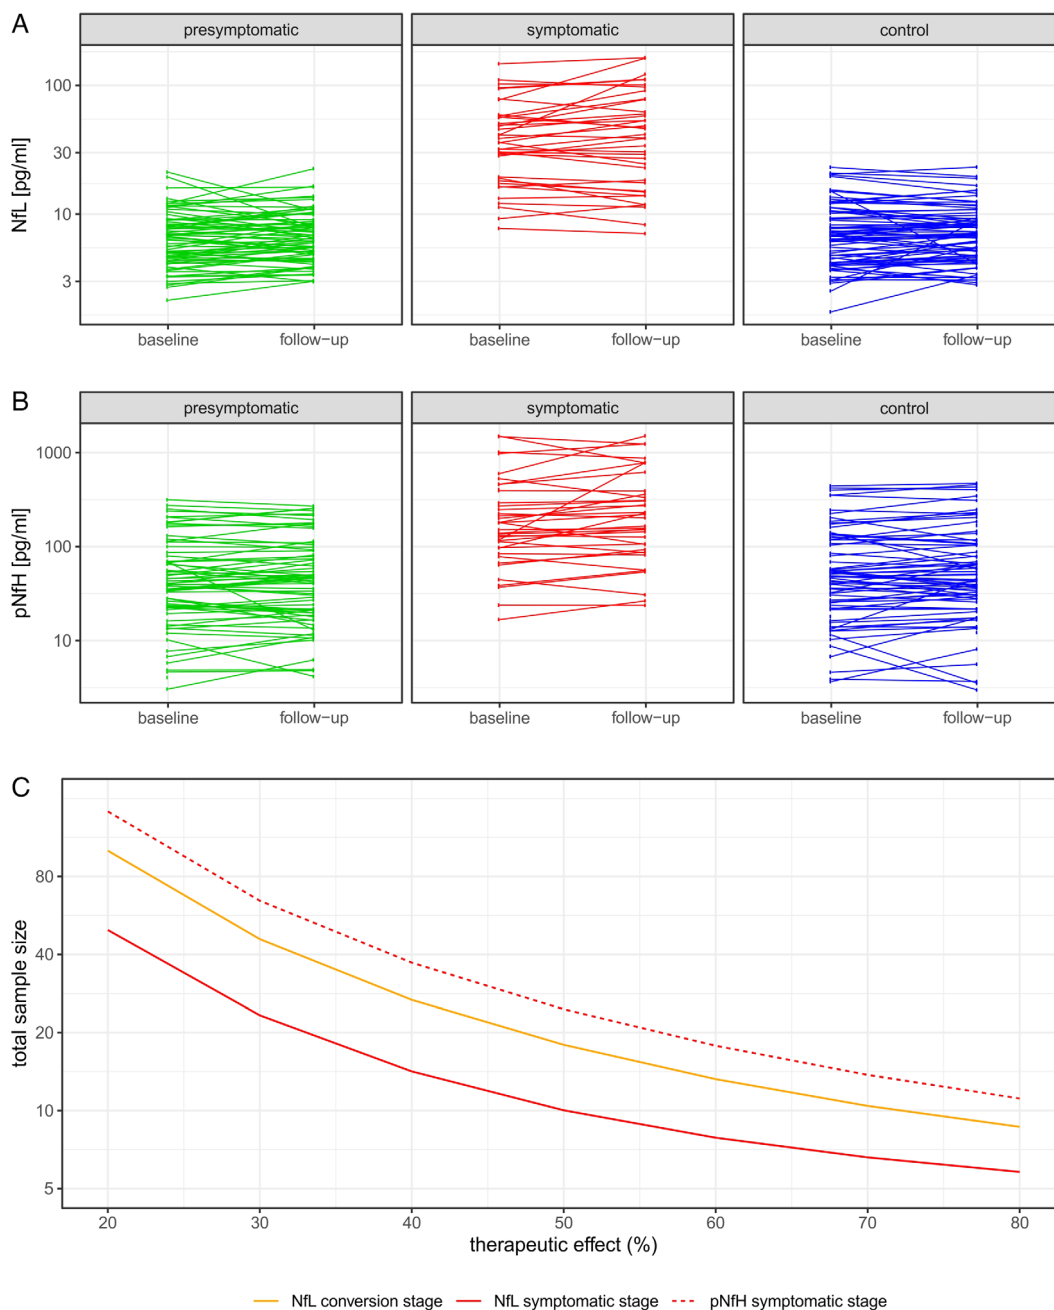 A
presymptomatic symptomatic control
NfL [pg/ml]
100
30
10
3
baseline follow-up baseline follow-up baseline follow-up
B
presymptomatic symptomatic control
pNfH [pg/ml]
1000
100
10
baseline follow-up baseline follow-up baseline follow-up
C
total sample size
80
40
20
10
5
20 30 40 50 60 70 80
therapeutic effect (%)
NfL conversion stage NfL symptomatic stage pNfH symptomatic stage